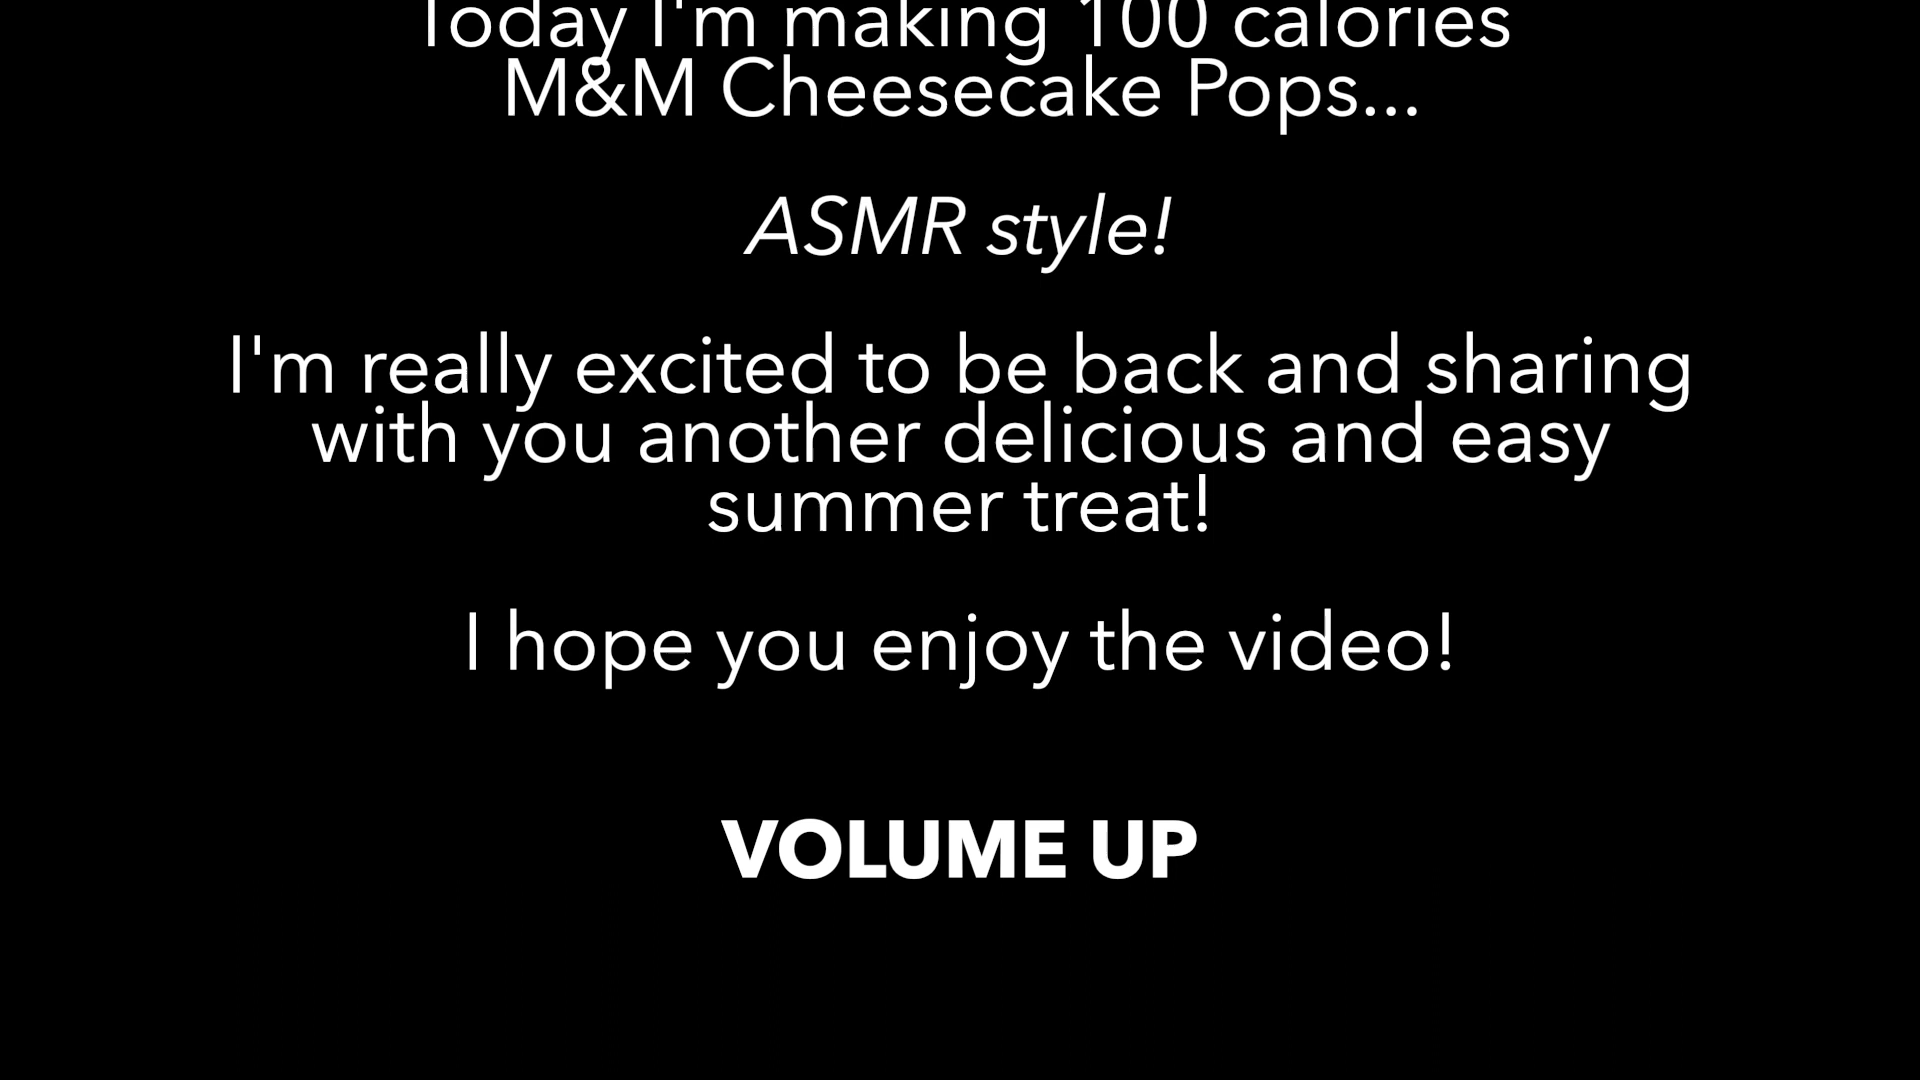 Today I'm making 100 calories
M&M Cheesecake Pops...
ASMR style!
I'm really excited to be back and sharing
with you another delicious and easy
summer treat!
I hope you enjoy the video!
VOLUME UP